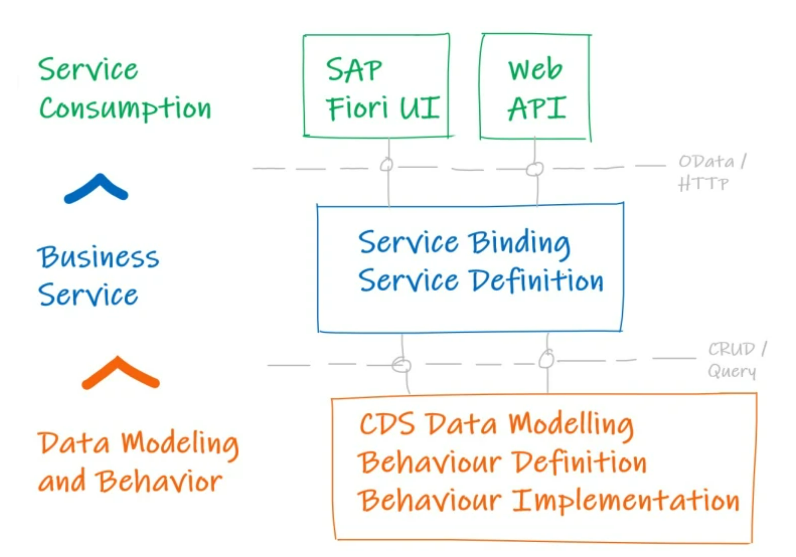 Service
Consumption
SAP
Fiori UI
Web
API
OData /
HTTP
Business
Service
Service Binding
Service Definition
CRUD /
Query
Data Modeling
and Behavior
CDS Data Modelling
Behaviour Definition
Behaviour Implementation